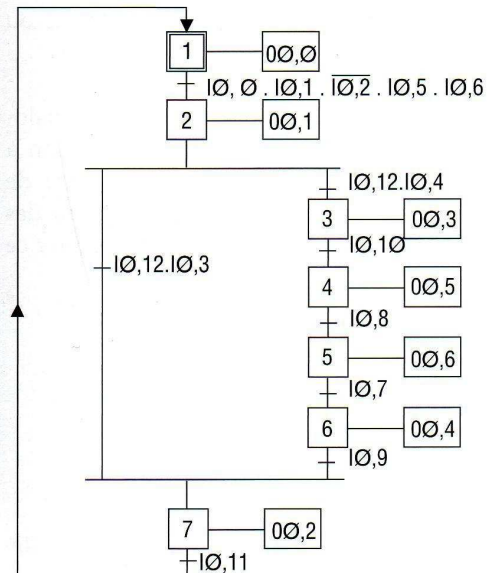 1 0Ø,Ø
IØ, Ø . IØ,1 . I̅Ø̅,̅2̅ . IØ,5 . IØ,6
2 0Ø,1
IØ,12.IØ,4
3 0Ø,3
IØ,10
IØ,12.IØ,3
4 0Ø,5
IØ,8
5 0Ø,6
IØ,7
6 0Ø,4
IØ,9
7 0Ø,2
IØ,11